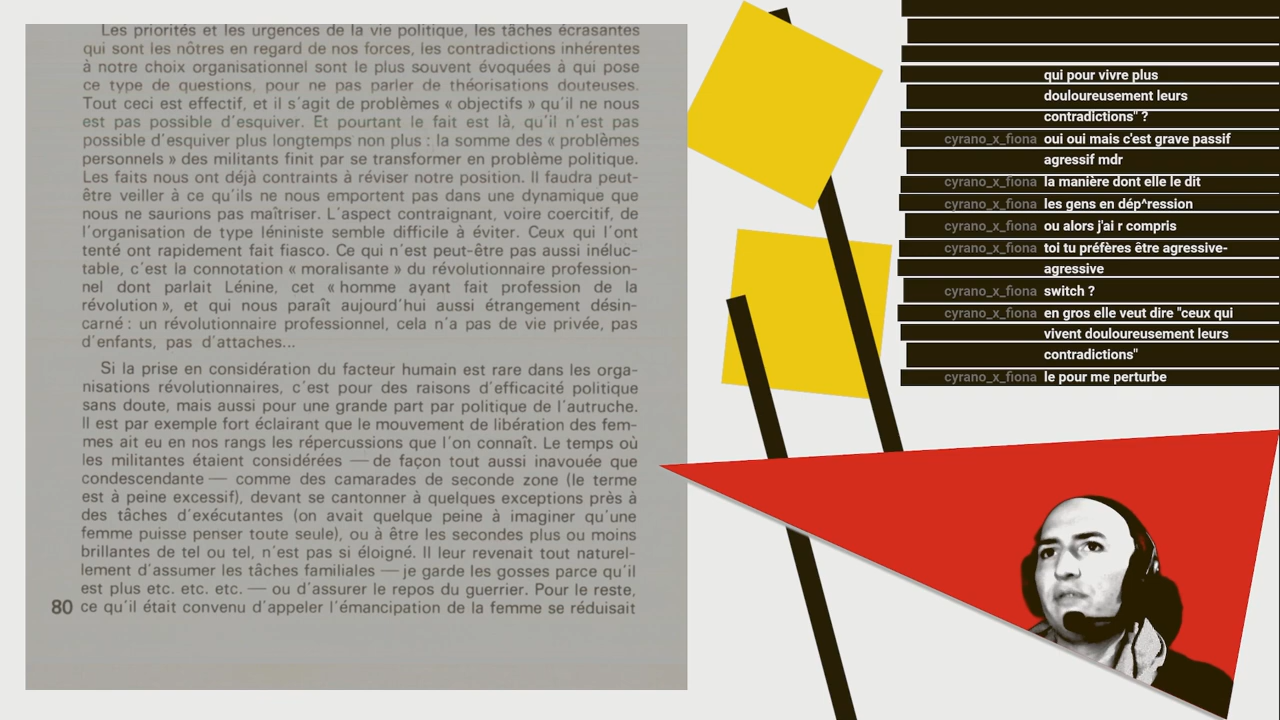 Les priorités et les urgences de la vie politique, les tâches écrasantes
qui sont les nôtres en regard de nos forces, les contradictions inhérentes
à notre choix organisationnel sont le plus souvent évoquées à qui pose
ce type de questions, pour ne pas parler de théorisations douteuses.
Tout ceci est effectif, et il s'agit de problèmes « objectifs » qu'il ne nous
est pas possible d'esquiver. Et pourtant le fait est là, qu'il n'est pas
possible d'esquiver plus longtemps non plus : la somme des « problèmes
personnels » des militants finit par se transformer en problème politique.
Les faits nous ont déjà contraints à réviser notre position. Il faudra peut-
être veiller à ce qu'ils ne nous emportent pas dans une dynamique que
nous ne saurions pas maîtriser. L'aspect contraignant, voire coercitif, de
l'organisation de type léniniste semble difficile à éviter. Ceux qui l'ont
tenté ont rapidement fait fiasco. Ce qui n'est peut-être pas aussi inéluc-
table, c'est la connotation « moralisante » du révolutionnaire profession-
nel dont parlait Lénine, cet « homme ayant fait profession de la
révolution », et qui nous paraît aujourd'hui aussi étrangement désin-
carné : un révolutionnaire professionnel, cela n'a pas de vie privée, pas
d'enfants, pas d'attaches...
Si la prise en considération du facteur humain est rare dans les orga-
nisations révolutionnaires, c'est pour des raisons d'efficacité politique
sans doute, mais aussi pour une grande part par politique de l'autruche.
Il est par exemple fort éclairant que le mouvement de libération des fem-
mes ait eu en nos rangs les répercussions que l'on connaît. Le temps où
les militantes étaient considérées — de façon tout aussi inavouée que
condescendante — comme des camarades de seconde zone (le terme
est à peine excessif), devant se cantonner à quelques exceptions près à
des tâches d'exécutantes (on avait quelque peine à imaginer qu'une
femme puisse penser toute seule), ou à être les secondes plus ou moins
brillantes de tel ou tel, n'est pas si éloigné. Il leur revenait tout naturel-
lement d'assumer les tâches familiales — je garde les gosses parce qu'il
est plus etc. etc. etc. — ou d'assurer le repos du guerrier. Pour le reste,
80 ce qu'il était convenu d'appeler l'émancipation de la femme se réduisait
qui pour vivre plus
douloureusement leurs
contradictions" ?
cyrano_x_fiona oui oui mais c'est grave passif
agressif mdr
cyrano_x_fiona la manière dont elle le dit
cyrano_x_fiona les gens en dép^ression
cyrano_x_fiona ou alors j'ai r compris
cyrano_x_fiona toi tu préfères être agressive-
agressive
cyrano_x_fiona switch ?
cyrano_x_fiona en gros elle veut dire "ceux qui
vivent douloureusement leurs
contradictions"
cyrano_x_fiona le pour me perturbe